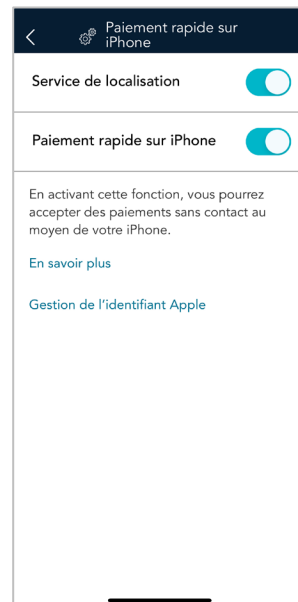 Paiement rapide sur
iPhone
Service de localisation
Paiement rapide sur iPhone
En activant cette fonction, vous pourrez
accepter des paiements sans contact au
moyen de votre iPhone.
En savoir plus
Gestion de l'identifiant Apple